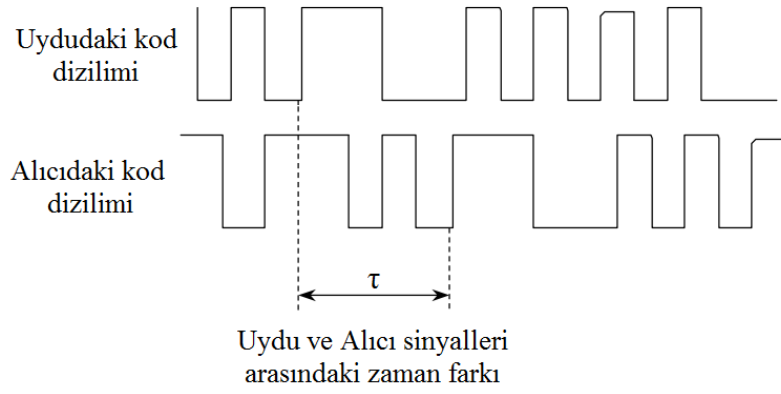 Uydudaki kod
dizilimi
Alıcıdaki kod
dizilimi
τ
Uydu ve Alıcı sinyalleri
arasındaki zaman farkı